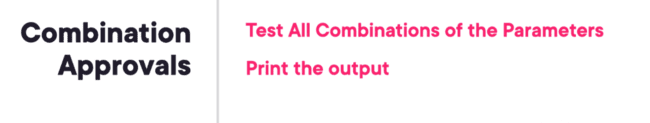 Combination
Approvals
Test All Combinations of the Parameters
Print the output